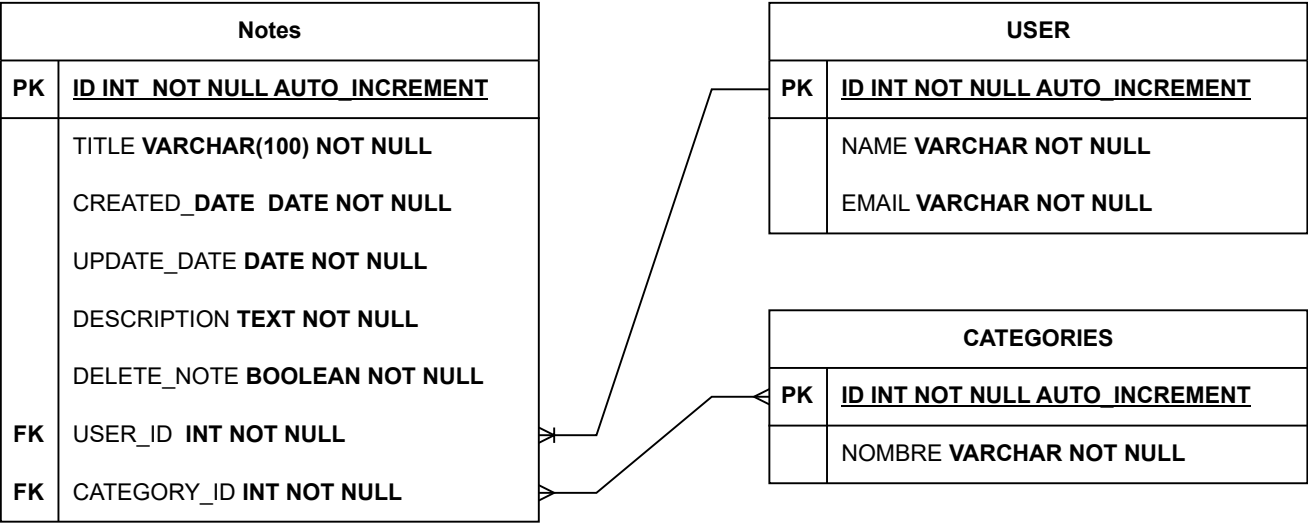 Notes
PK ID INT  NOT NULL AUTO_INCREMENT
TITLE VARCHAR(100) NOT NULL
CREATED_DATE  DATE NOT NULL
UPDATE_DATE DATE NOT NULL
DESCRIPTION TEXT NOT NULL
DELETE_NOTE BOOLEAN NOT NULL
FK USER_ID  INT NOT NULL
FK CATEGORY_ID INT NOT NULL
USER
PK ID INT NOT NULL AUTO_INCREMENT
NAME VARCHAR NOT NULL
EMAIL VARCHAR NOT NULL
CATEGORIES
PK ID INT NOT NULL AUTO_INCREMENT
NOMBRE VARCHAR NOT NULL